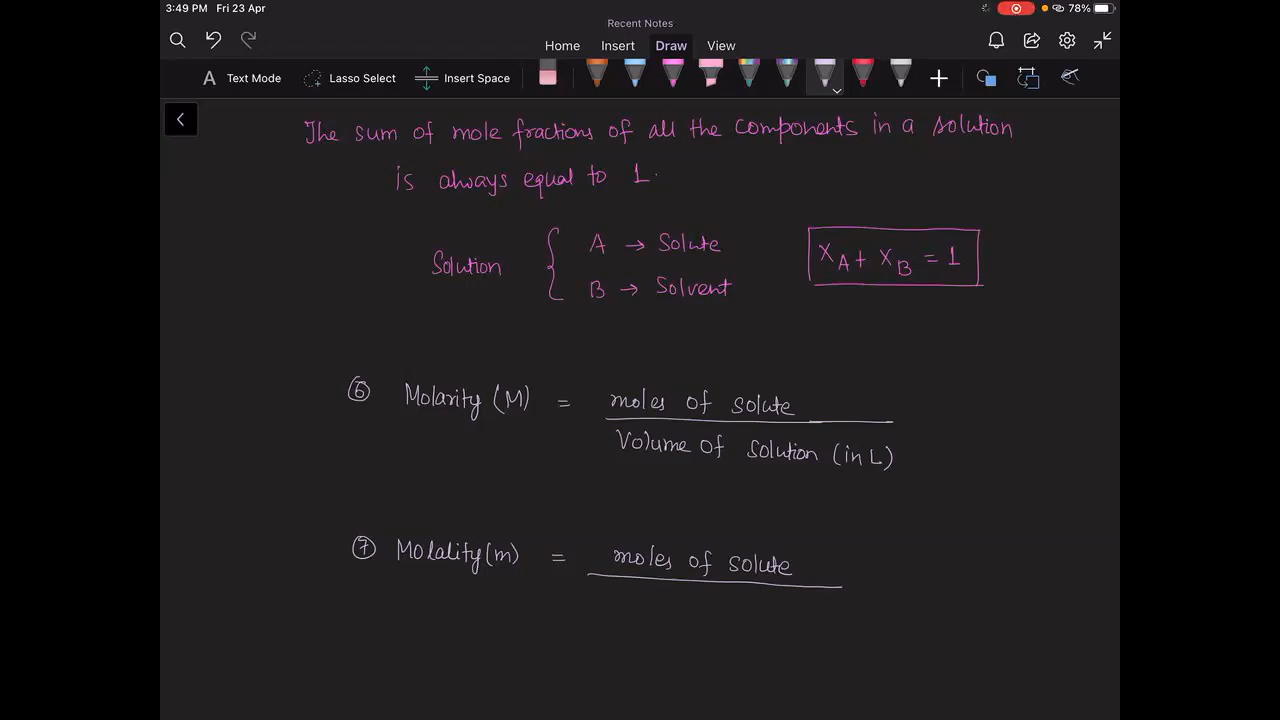 3:49 PM Fri 23 Apr
78%
Recent Notes
Home Insert Draw View
A Text Mode Lasso Select Insert Space
The sum of mole fractions of all the components in a solution
is always equal to 1.
Solution { A → Solute
B → Solvent
X_A + X_B = 1
⑥ Molarity (M) = moles of solute
Volume of solution (in L)
⑦ Molality (m) = moles of solute